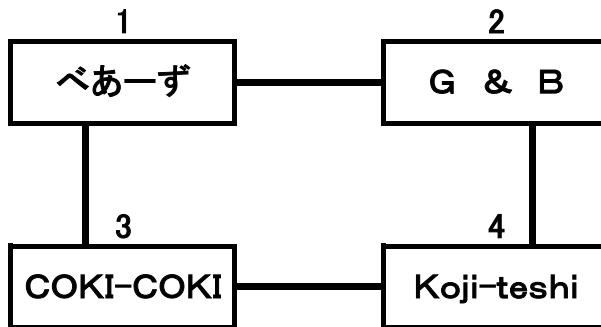 1
2
べあーず
G & B
3
4
COKI-COKI
Koji-teshi